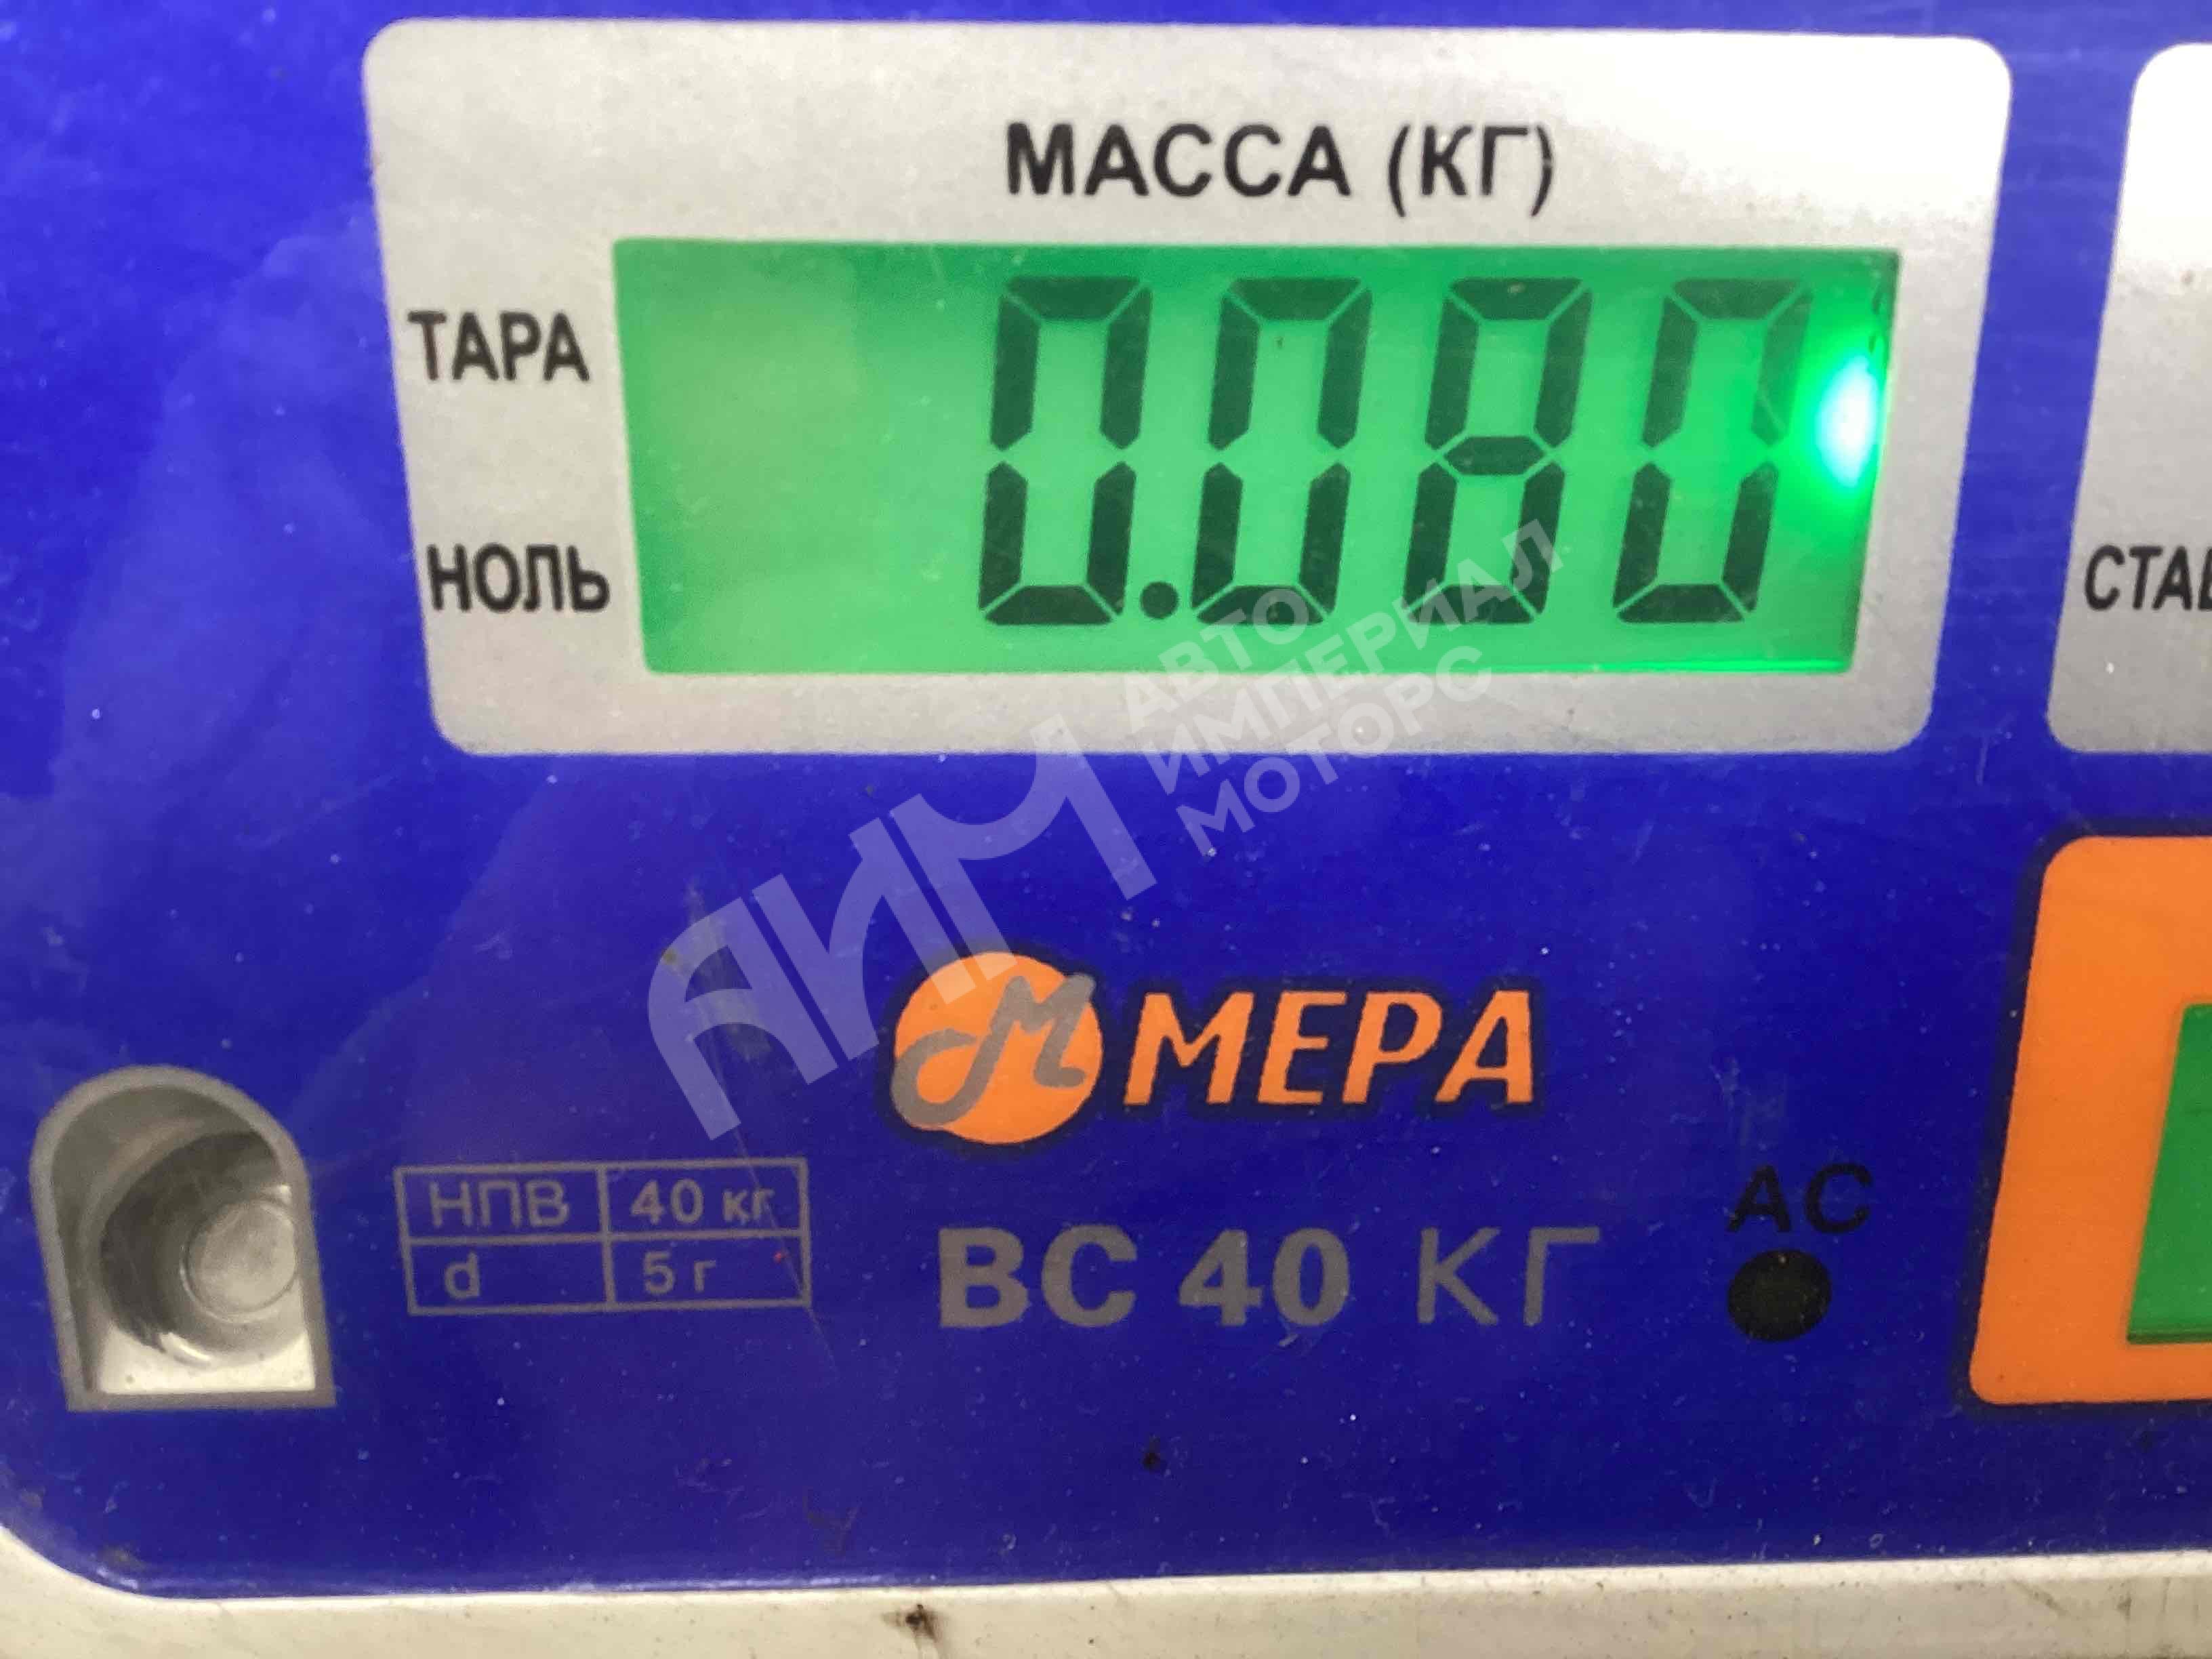 МАССА (КГ)
ТАРА
0.080
НОЛЬ
АВТО
ИМПЕРИАЛ
МОТОРС
АИМ
М МЕРА
НПВ 40 кг
d 5 г
ВС 40 КГ
АС